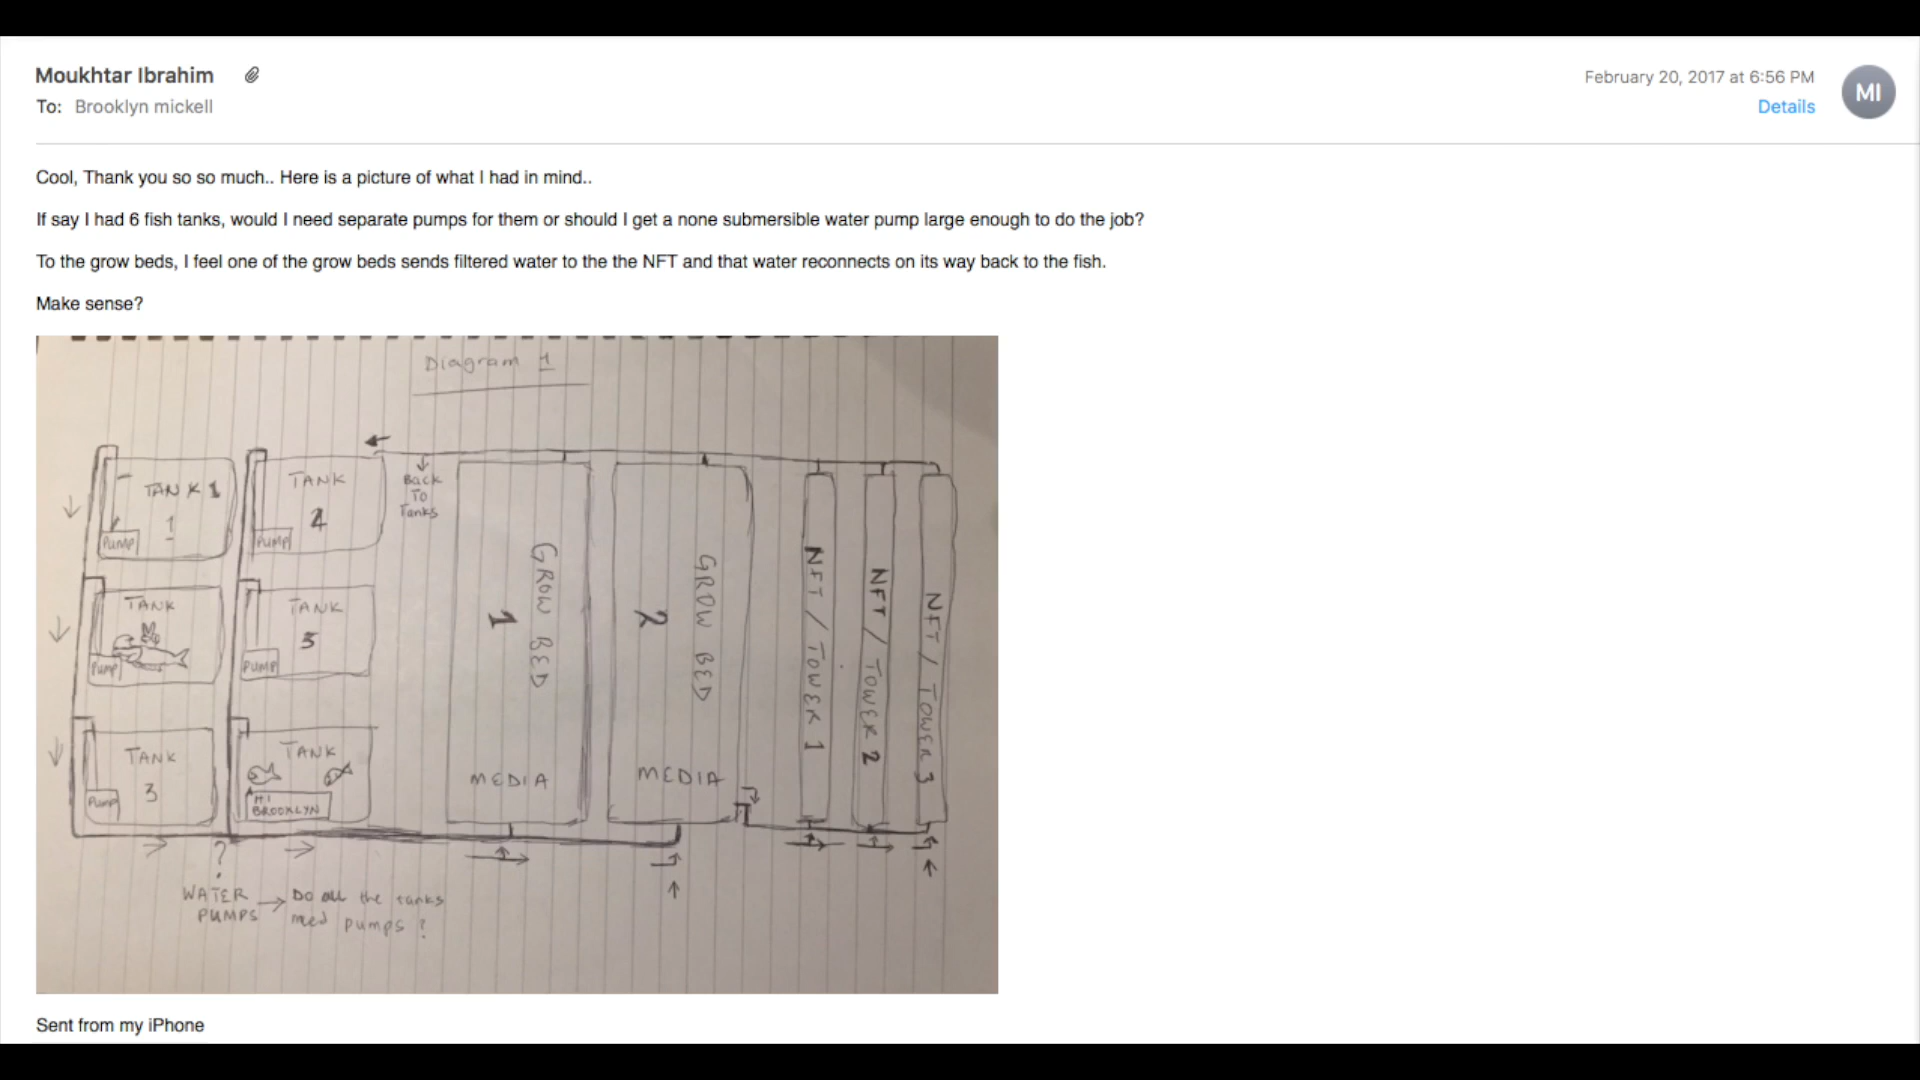 Moukhtar Ibrahim
February 20, 2017 at 6:56 PM
MI
To: Brooklyn mickell
Details
Cool, Thank you so so much.. Here is a picture of what I had in mind..
If say I had 6 fish tanks, would I need separate pumps for them or should I get a none submersible water pump large enough to do the job?
To the grow beds, I feel one of the grow beds sends filtered water to the the NFT and that water reconnects on its way back to the fish.
Make sense?
Diagram 1
TANK 1
1
PUMP
TANK
PUMP
TANK
3
PUMP
TANK
PUMP
TANK
5
PUMP
TANK
HI
BROOKLYN
Back
To
Tanks
GROW BED
1
MEDIA
GROW BED
2
MEDIA
NFT / TOWER 1
NFT / TOWER 2
NFT / TOWER 3
?
WATER
PUMPS
Do all the tanks
need pumps ?
Sent from my iPhone